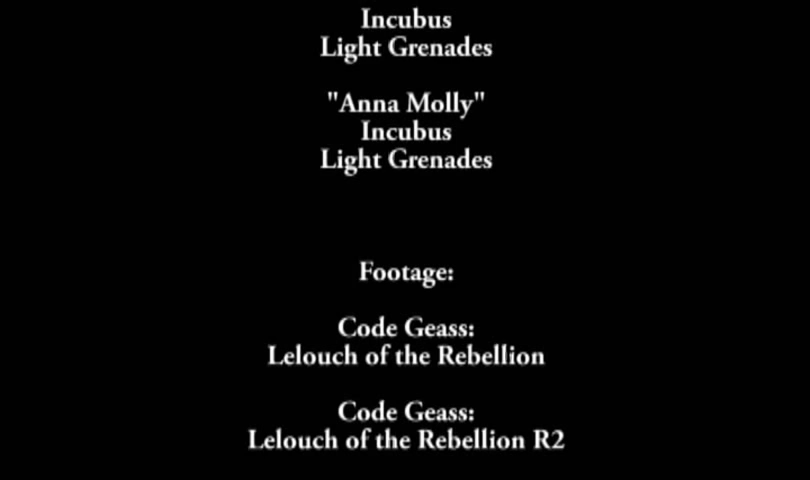 Incubus
Light Grenades
"Anna Molly"
Incubus
Light Grenades
Footage:
Code Geass:
Lelouch of the Rebellion
Code Geass:
Lelouch of the Rebellion R2